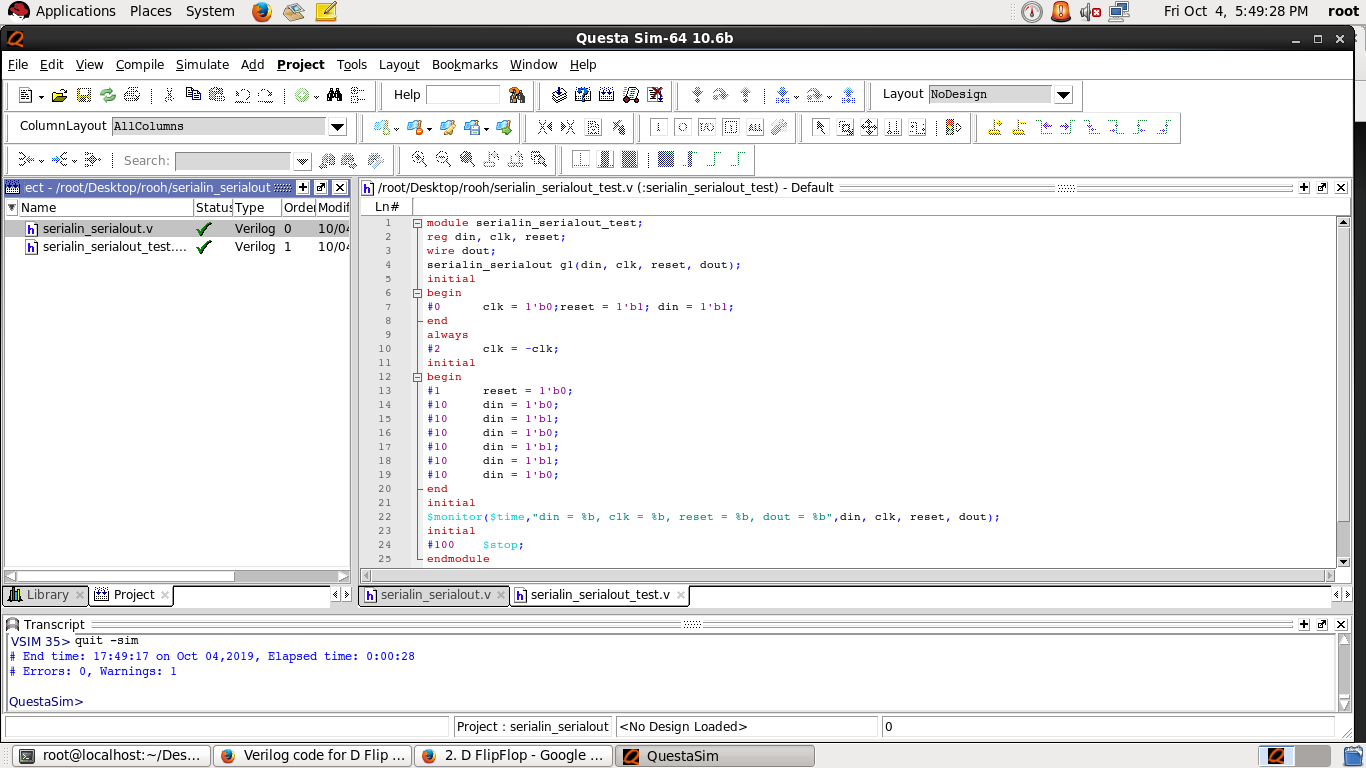 Applications Places System Fri Oct 4, 5:49:28 PM root
Questa Sim-64 10.6b
File Edit View Compile Simulate Add Project Tools Layout Bookmarks Window Help
Help Layout NoDesign
ColumnLayout AllColumns
Search:
ect - /root/Desktop/rooh/serialin_serialout
Name Status Type Order Modif
serialin_serialout.v Verilog 0 10/04
serialin_serialout_test.... Verilog 1 10/04
/root/Desktop/rooh/serialin_serialout_test.v (:serialin_serialout_test) - Default
Ln#
1 module serialin_serialout_test;
2 reg din, clk, reset;
3 wire dout;
4 serialin_serialout g1(din, clk, reset, dout);
5 initial
6 begin
7 #0 clk = 1'b0;reset = 1'b1; din = 1'b1;
8 end
9 always
10 #2 clk = ~clk;
11 initial
12 begin
13 #1 reset = 1'b0;
14 #10 din = 1'b0;
15 #10 din = 1'b1;
16 #10 din = 1'b0;
17 #10 din = 1'b1;
18 #10 din = 1'b1;
19 #10 din = 1'b0;
20 end
21 initial
22 $monitor($time,"din = %b, clk = %b, reset = %b, dout = %b",din, clk, reset, dout);
23 initial
24 #100 $stop;
25 endmodule
Library Project
serialin_serialout.v serialin_serialout_test.v
Transcript
VSIM 35> quit -sim
# End time: 17:49:17 on Oct 04,2019, Elapsed time: 0:00:28
# Errors: 0, Warnings: 1
QuestaSim>
Project : serialin_serialout <No Design Loaded> 0
root@localhost:~/Des... Verilog code for D Flip ... 2. D FlipFlop - Google ... QuestaSim